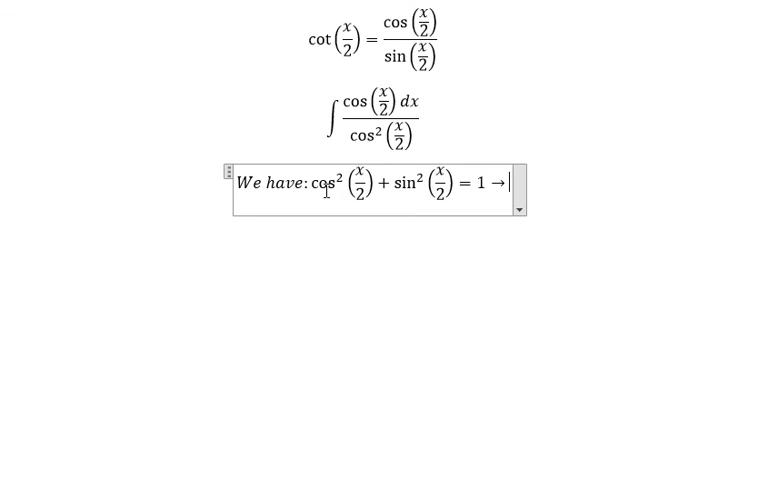 cot(x/2) = cos(x/2)/sin(x/2)
∫ cos(x/2) dx / cos²(x/2)
We have: cos²(x/2) + sin²(x/2) = 1 →